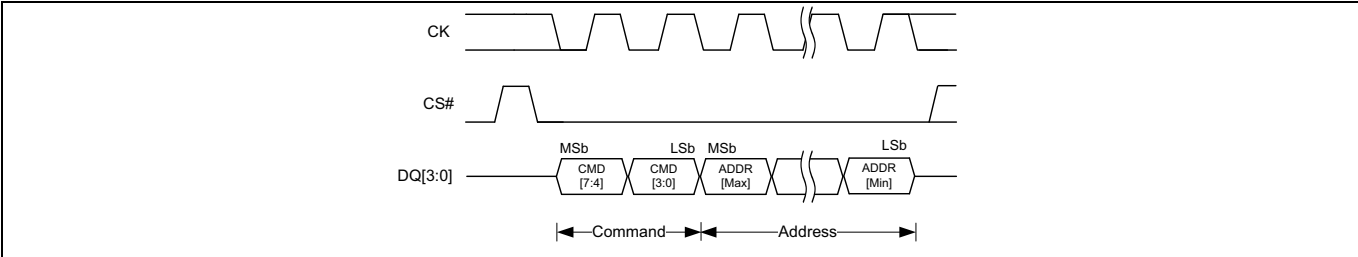 CK
CS#
MSb LSb MSb LSb
DQ[3:0]
CMD
[7:4]
CMD
[3:0]
ADDR
[Max]
ADDR
[Min]
Command
Address